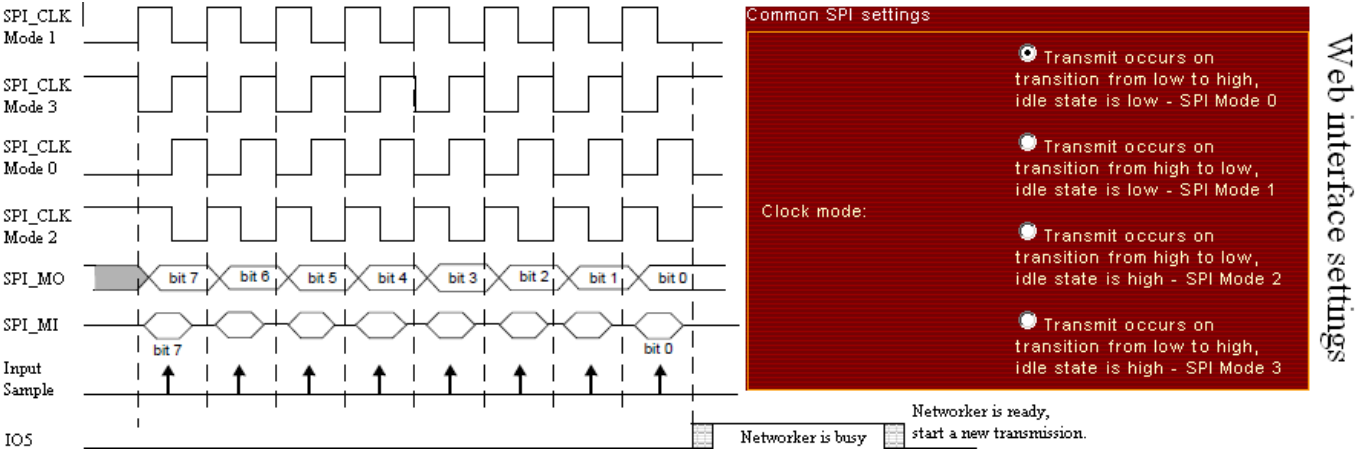 SPI_CLK
Mode 1
SPI_CLK
Mode 3
SPI_CLK
Mode 0
SPI_CLK
Mode 2
SPI_MO
bit 7 bit 6 bit 5 bit 4 bit 3 bit 2 bit 1 bit 0
SPI_MI
bit 7 bit 0
Input
Sample
IO5
Networker is busy
Networker is ready,
start a new transmission.
Common SPI settings
Clock mode:
Transmit occurs on
transition from low to high,
idle state is low - SPI Mode 0
Transmit occurs on
transition from high to low,
idle state is low - SPI Mode 1
Transmit occurs on
transition from high to low,
idle state is high - SPI Mode 2
Transmit occurs on
transition from low to high,
idle state is high - SPI Mode 3
Web interface settings